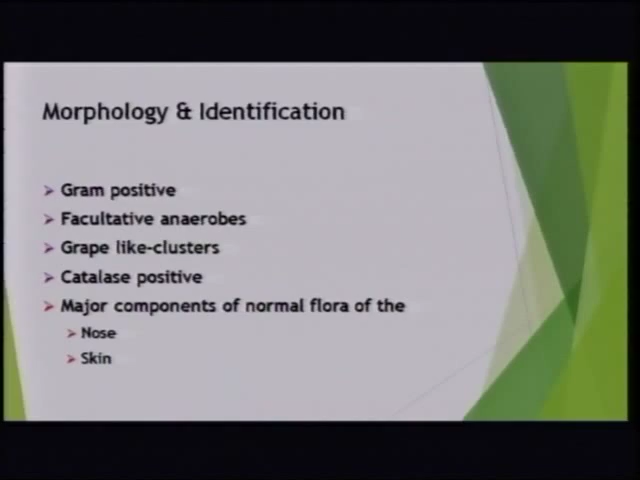 Morphology & Identification
Gram positive
Facultative anaerobes
Grape like-clusters
Catalase positive
Major components of normal flora of the
Nose
Skin